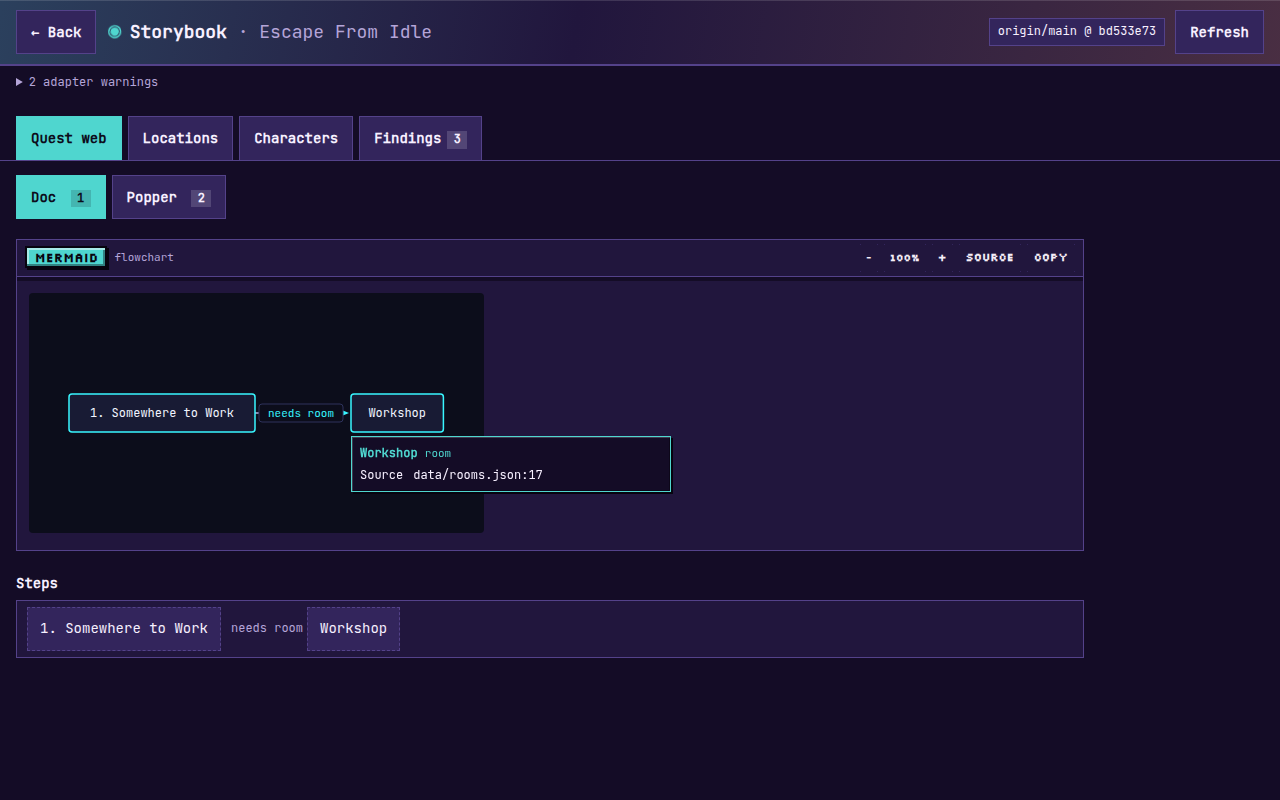 ← Back
Storybook · Escape From Idle
origin/main @ bd533e73
Refresh
▶ 2 adapter warnings
Quest web
Locations
Characters
Findings 3
Doc 1
Popper 2
MERMAID flowchart
- 100% + SOURCE COPY
1. Somewhere to Work
needs room
Workshop
Workshop room
Source data/rooms.json:17
Steps
1. Somewhere to Work needs room Workshop